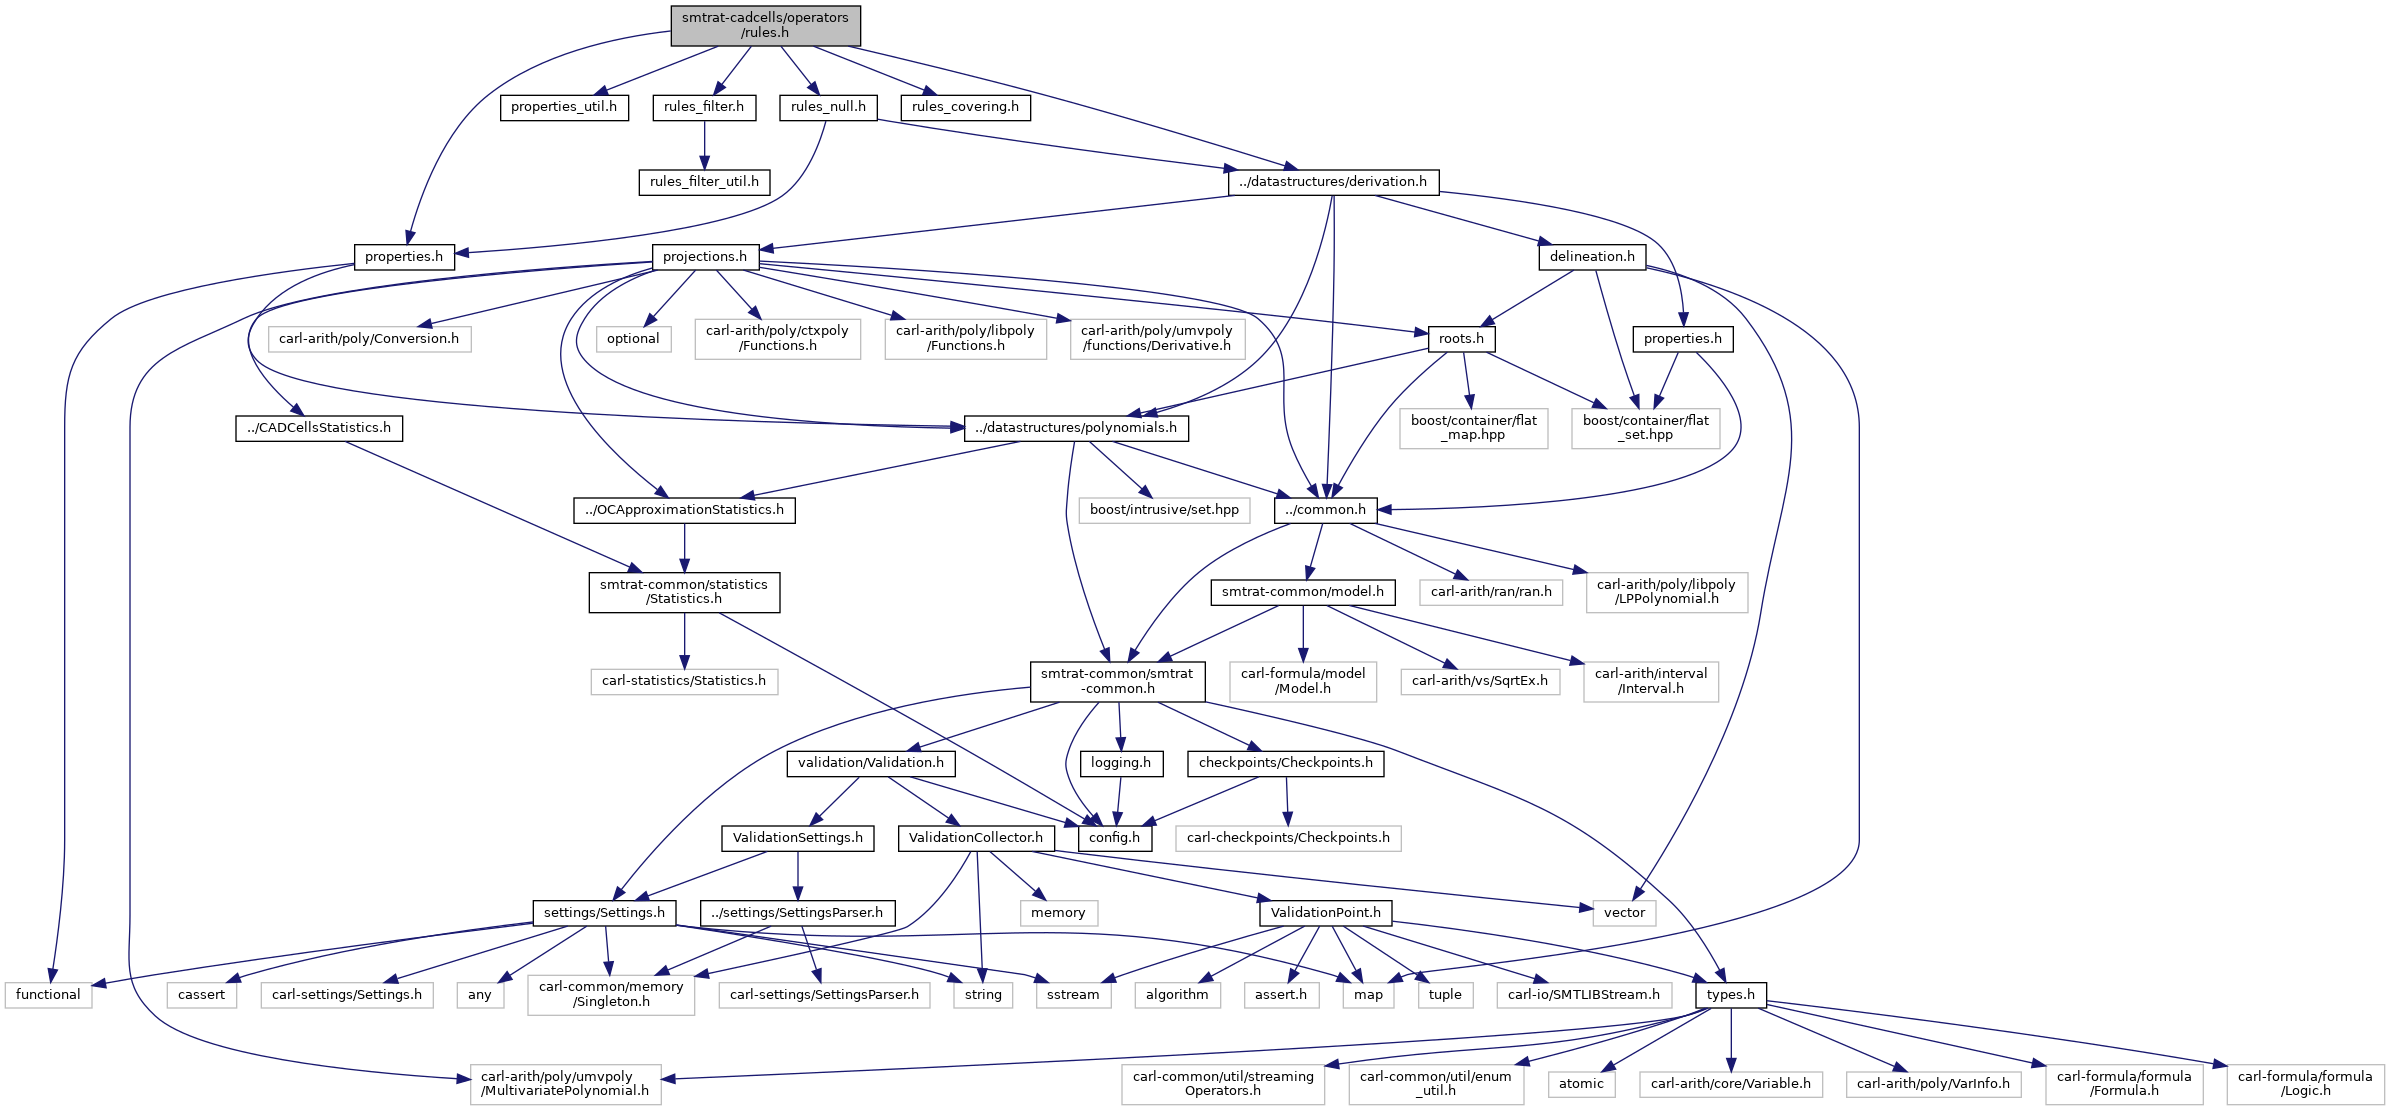 smtrat-cadcells/operators
/rules.h
properties_util.h
rules_filter.h
rules_null.h
rules_covering.h
rules_filter_util.h
../datastructures/derivation.h
properties.h
projections.h
delineation.h
carl-arith/poly/Conversion.h
optional
carl-arith/poly/ctxpoly
/Functions.h
carl-arith/poly/libpoly
/Functions.h
carl-arith/poly/umvpoly
/functions/Derivative.h
roots.h
properties.h
../CADCellsStatistics.h
../datastructures/polynomials.h
boost/container/flat
_map.hpp
boost/container/flat
_set.hpp
../OCApproximationStatistics.h
boost/intrusive/set.hpp
../common.h
smtrat-common/statistics
/Statistics.h
smtrat-common/model.h
carl-arith/ran/ran.h
carl-arith/poly/libpoly
/LPPolynomial.h
carl-statistics/Statistics.h
smtrat-common/smtrat
-common.h
carl-formula/model
/Model.h
carl-arith/vs/SqrtEx.h
carl-arith/interval
/Interval.h
validation/Validation.h
logging.h
checkpoints/Checkpoints.h
ValidationSettings.h
ValidationCollector.h
config.h
carl-checkpoints/Checkpoints.h
settings/Settings.h
../settings/SettingsParser.h
memory
ValidationPoint.h
vector
functional
cassert
carl-settings/Settings.h
any
carl-common/memory
/Singleton.h
carl-settings/SettingsParser.h
string
sstream
algorithm
assert.h
map
tuple
carl-io/SMTLIBStream.h
types.h
carl-arith/poly/umvpoly
/MultivariatePolynomial.h
carl-common/util/streaming
Operators.h
carl-common/util/enum
_util.h
atomic
carl-arith/core/Variable.h
carl-arith/poly/VarInfo.h
carl-formula/formula
/Formula.h
carl-formula/formula
/Logic.h